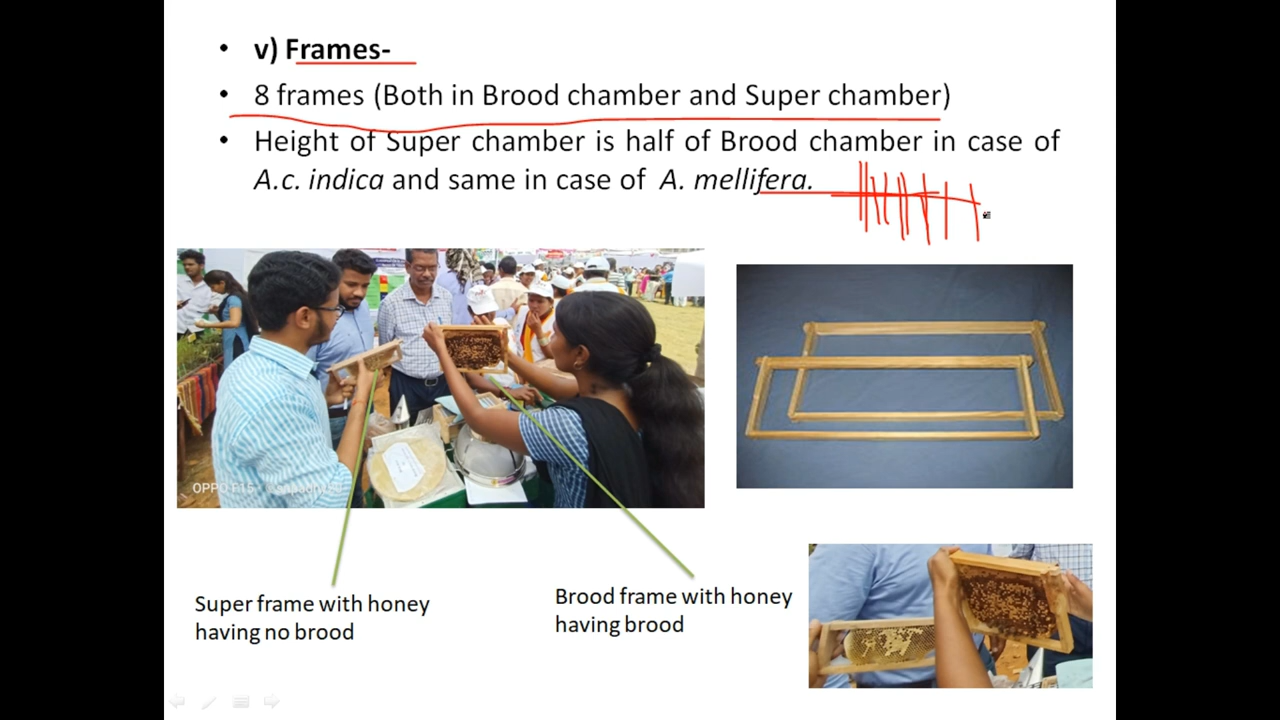 • v) Frames-
• 8 frames (Both in Brood chamber and Super chamber)
• Height of Super chamber is half of Brood chamber in case of
A.c. indica and same in case of A. mellifera.
OPPO F15
Super frame with honey
having no brood
Brood frame with honey
having brood